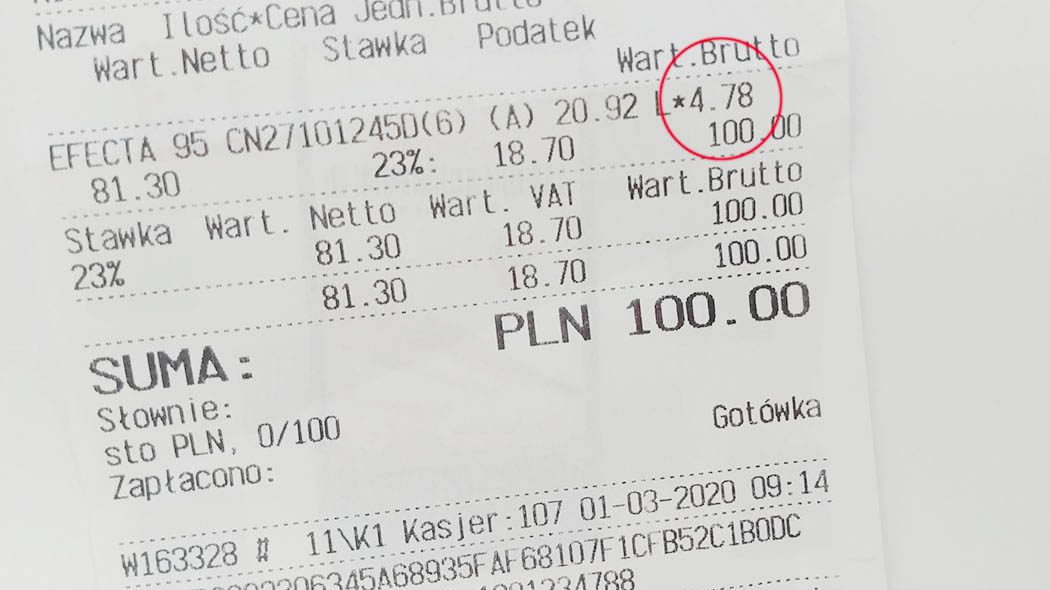 Nazwa Ilość*Cena Jedn.Brutto
Wart.Netto Stawka Podatek
Wart.Brutto
EFECTA 95 CN27101245D(6) (A) 20.92 L*4.78
81.30 23%: 18.70 100.00
Stawka Wart. Netto Wart. VAT Wart.Brutto
23% 81.30 18.70 100.00
81.30 18.70 100.00
SUMA: PLN 100.00
Słownie:
sto PLN, 0/100
Zapłacono: Gotówka
W163328 # 11\K1 Kasjer:107 01-03-2020 09:14
06345A68935FAF68107F1CFB52C1B0DC
1001234788